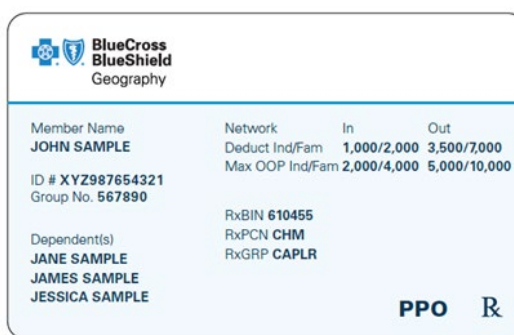 BlueCross
BlueShield
Geography
Member Name
JOHN SAMPLE
ID # XYZ987654321
Group No. 567890
Dependent(s)
JANE SAMPLE
JAMES SAMPLE
JESSICA SAMPLE
Network In Out
Deduct Ind/Fam 1,000/2,000 3,500/7,000
Max OOP Ind/Fam 2,000/4,000 5,000/10,000
RxBIN 610455
RxPCN CHM
RxGRP CAPLR
PPO ℞